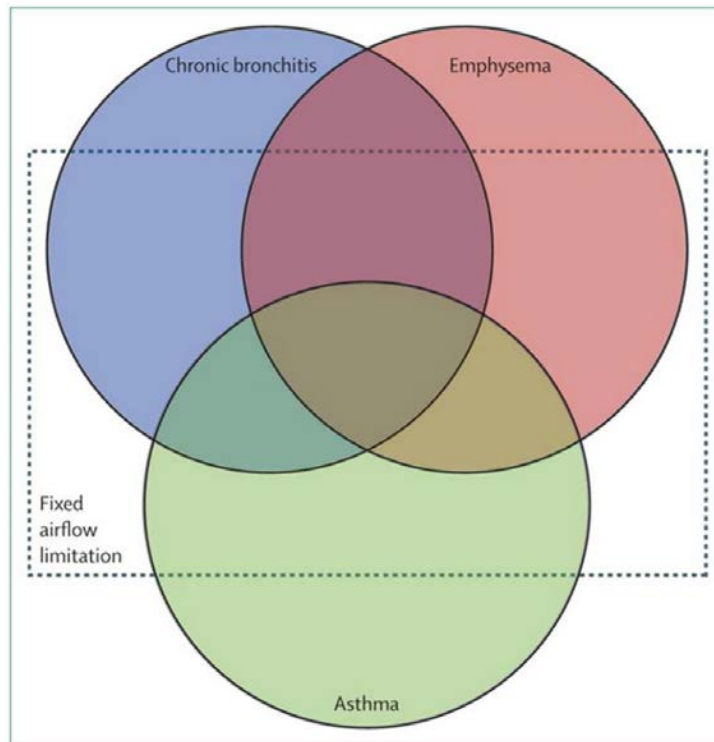 Chronic bronchitis
Emphysema
Fixed
airflow
limitation
Asthma